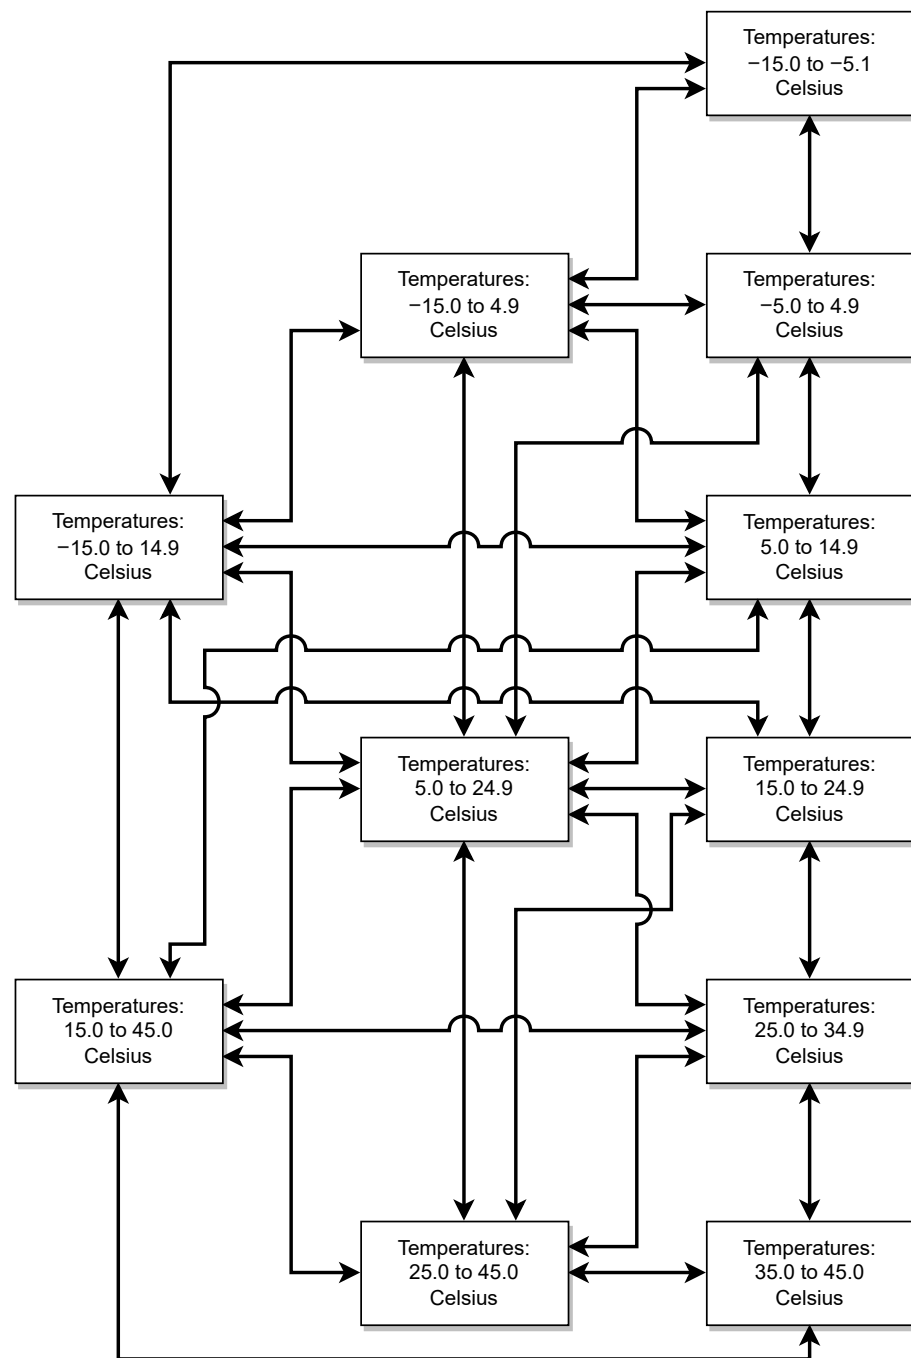 Temperatures:
−15.0 to −5.1
Celsius
Temperatures:
−15.0 to 4.9
Celsius
Temperatures:
−5.0 to 4.9
Celsius
Temperatures:
−15.0 to 14.9
Celsius
Temperatures:
5.0 to 14.9
Celsius
Temperatures:
5.0 to 24.9
Celsius
Temperatures:
15.0 to 24.9
Celsius
Temperatures:
15.0 to 45.0
Celsius
Temperatures:
25.0 to 34.9
Celsius
Temperatures:
25.0 to 45.0
Celsius
Temperatures:
35.0 to 45.0
Celsius